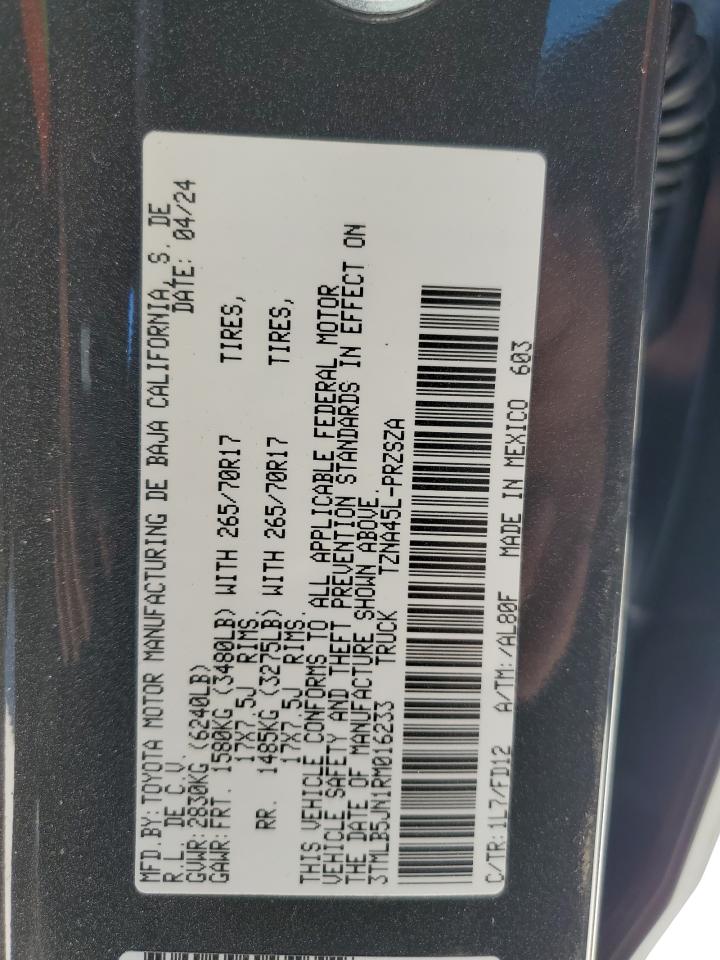 MFD.BY:TOYOTA MOTOR MANUFACTURING DE BAJA CALIFORNIA, S. DE
R.L. DE C.V. DATE: 04/24
GVWR:2830KG (6240LB)
GAWR:FRT. 1580KG (3480LB) WITH 265/70R17 TIRES,
17X7.5J RIMS.
RR. 1485KG (3275LB) WITH 265/70R17 TIRES,
17X7.5J RIMS.
THIS VEHICLE CONFORMS TO ALL APPLICABLE FEDERAL MOTOR
VEHICLE SAFETY AND THEFT PREVENTION STANDARDS IN EFFECT ON
THE DATE OF MANUFACTURE SHOWN ABOVE.
3TMLB5JN1RM016233 TRUCK TZNA45L-PRZSZA
C/TR:1L7/FD12 A/TM:/AL80F MADE IN MEXICO 603